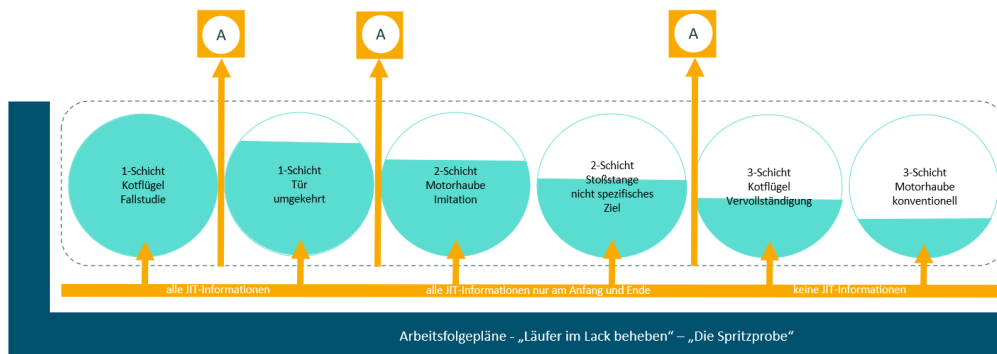 A
A
A
1-Schicht
Kotflügel
Fallstudie
1-Schicht
Tür
umgekehrt
2-Schicht
Motorhaube
Imitation
2-Schicht
Stoßstange
nicht spezifisches
Ziel
3-Schicht
Kotflügel
Vervollständigung
3-Schicht
Motorhaube
konventionell
alle JIT-Informationen
alle JIT-Informationen nur am Anfang und Ende
keine JIT-Informationen
Arbeitsfolgepläne - „Läufer im Lack beheben“ – „Die Spritzprobe“